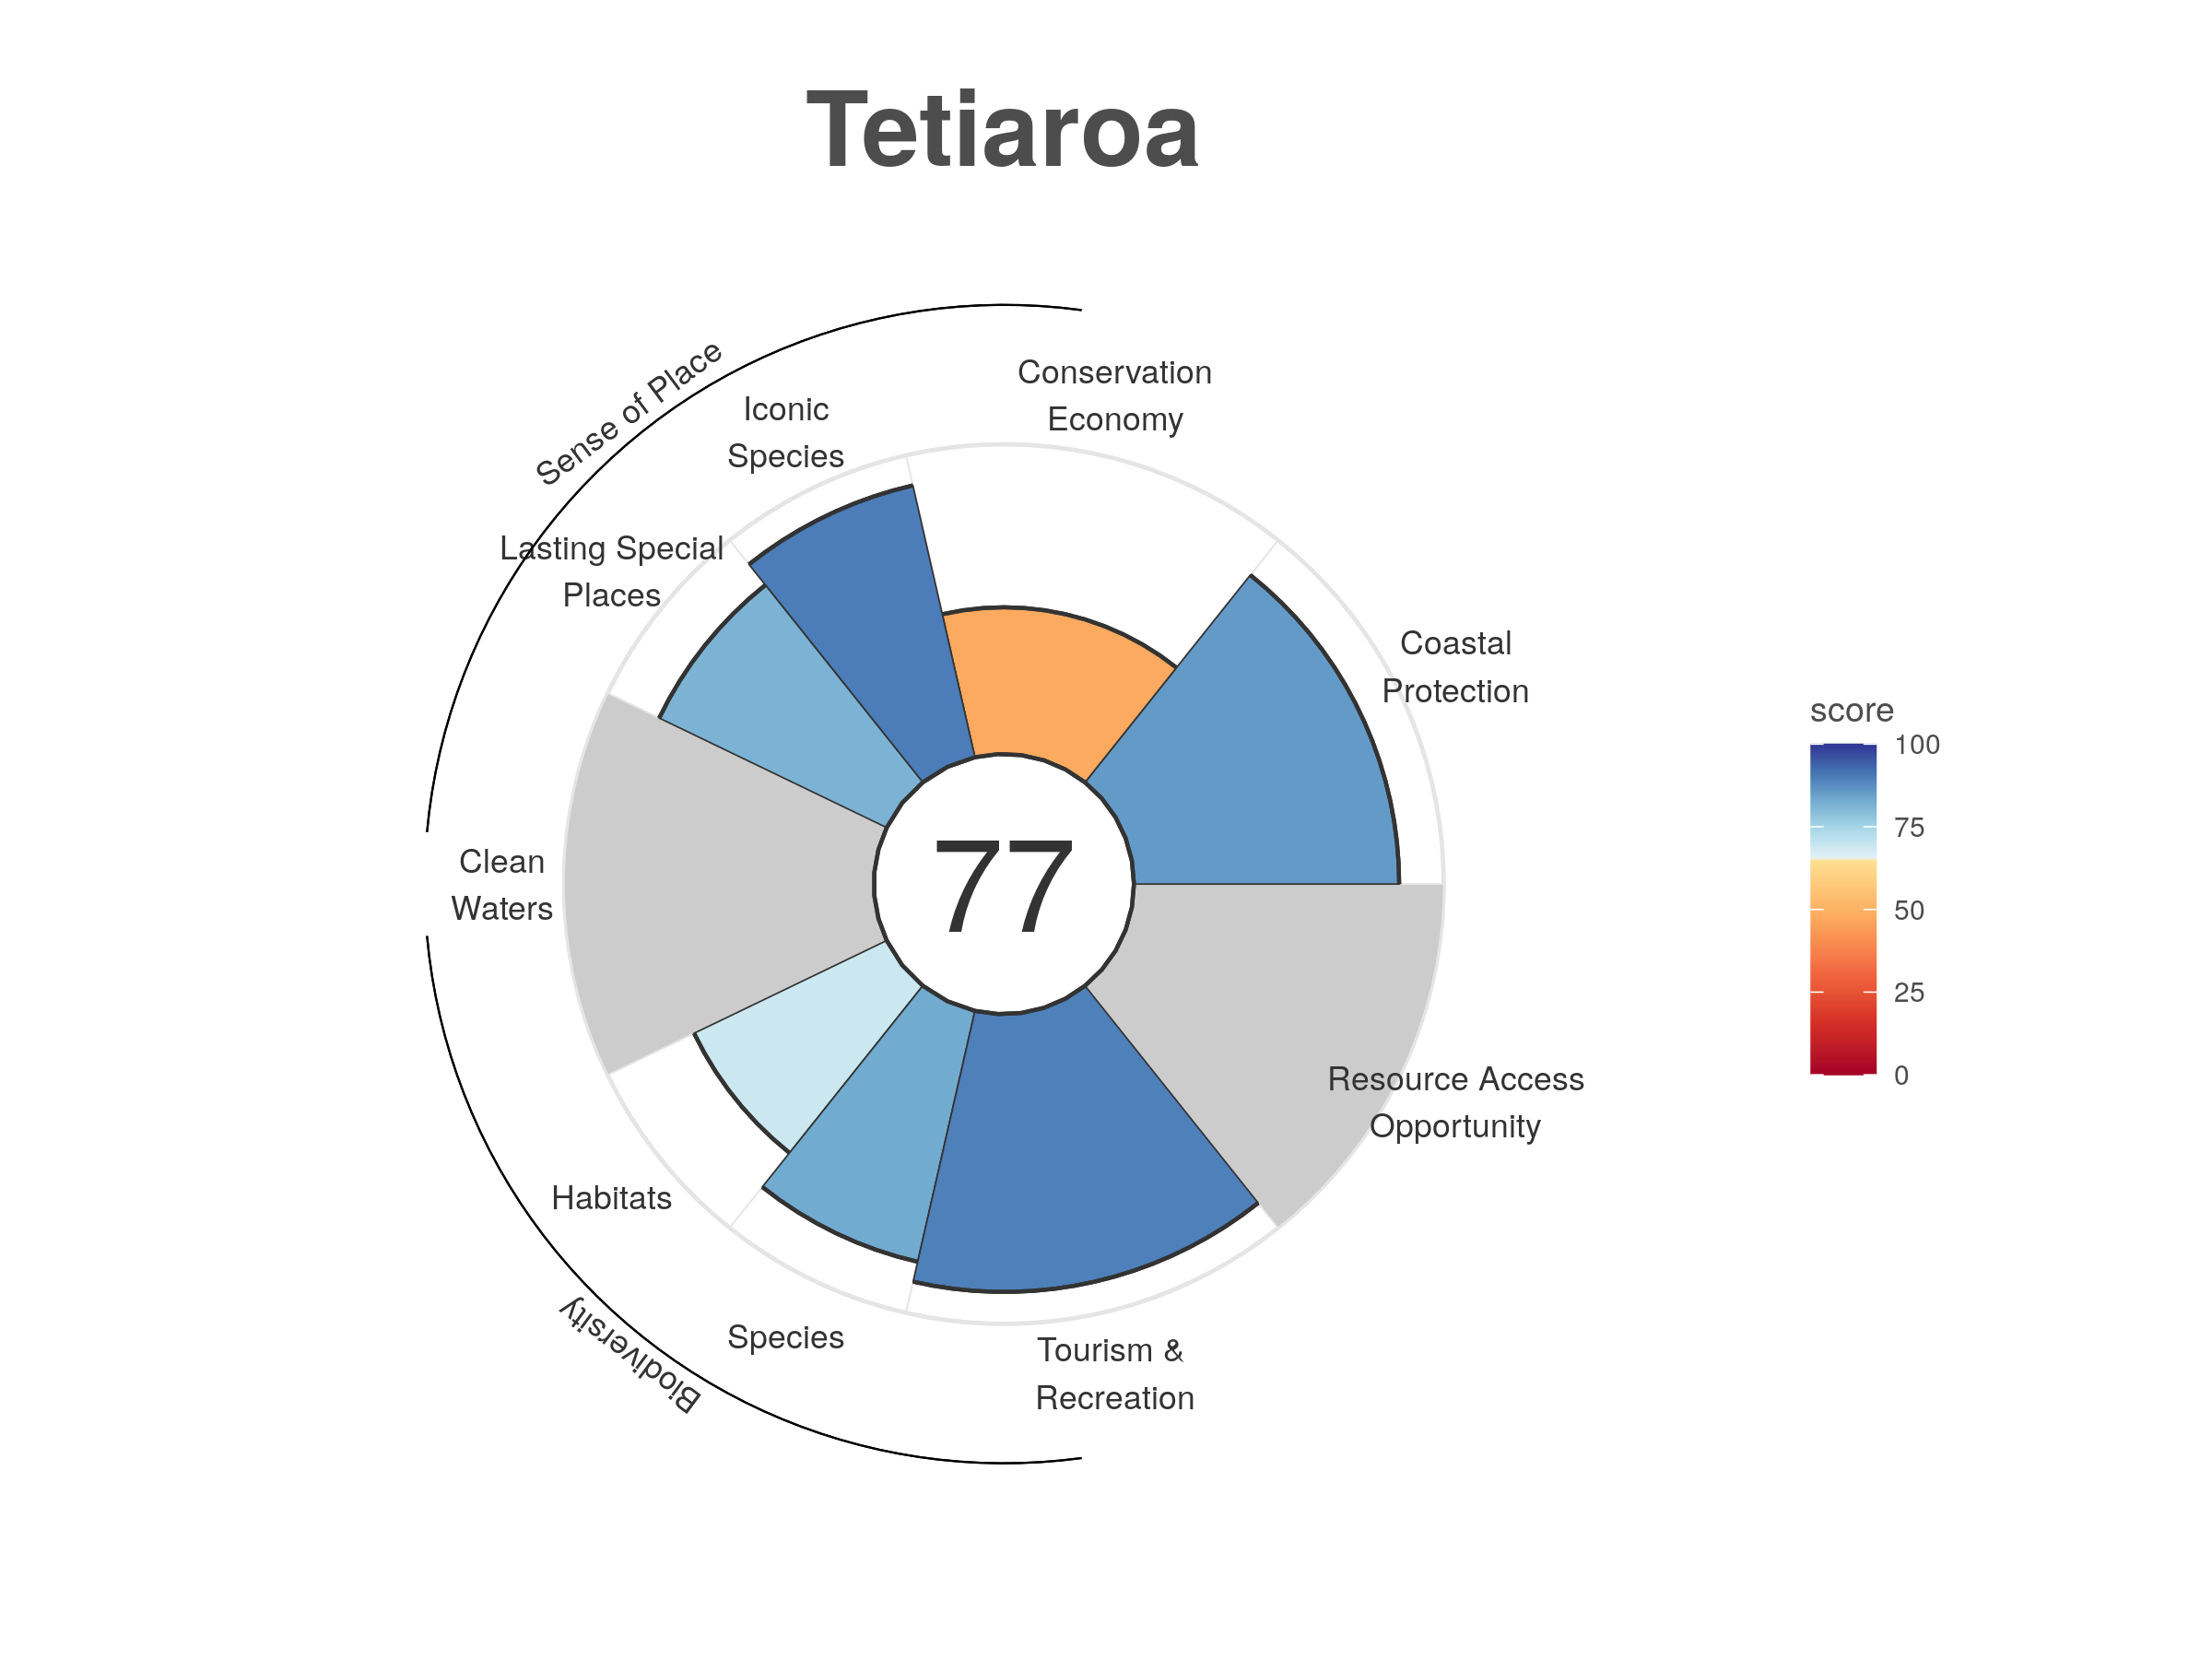 Tetiaroa
Sense of Place
Conservation
Economy
Iconic
Species
Lasting Special
Places
Coastal
Protection
Clean
Waters
77
Resource Access
Opportunity
Habitats
Species
Biodiversity
Tourism &
Recreation
score
100
75
50
25
0